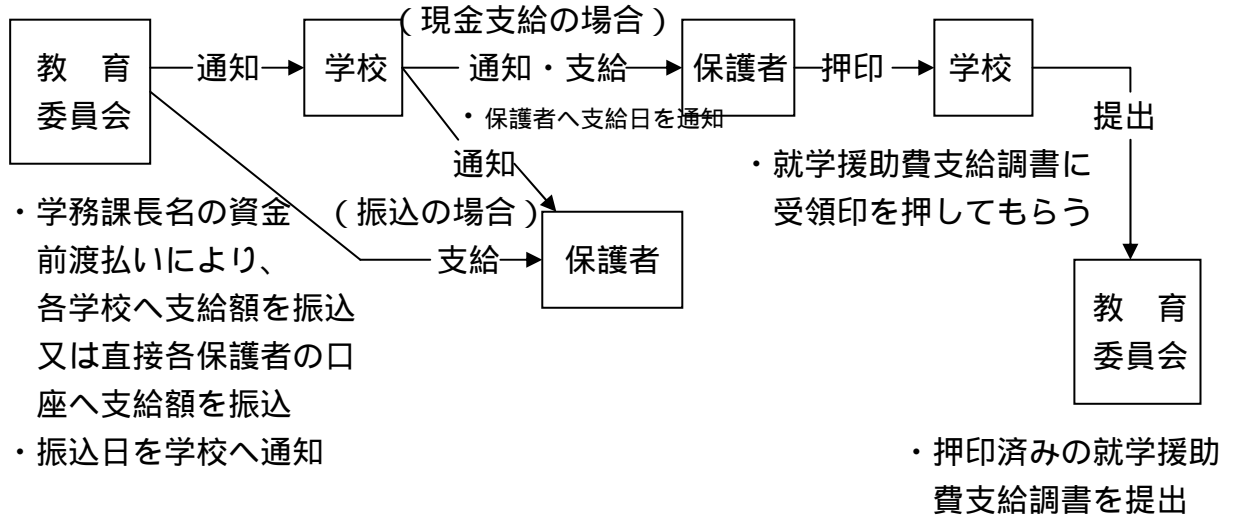 (現金支給の場合)
教 育
委員会
通知
学校
通知・支給
保護者
押印
学校
・保護者へ支給日を通知
提出
通知
・就学援助費支給調書に
受領印を押してもらう
・学務課長名の資金
前渡払いにより、
各学校へ支給額を振込
又は直接各保護者の口
座へ支給額を振込
・振込日を学校へ通知
(振込の場合)
支給
保護者
教 育
委員会
・押印済みの就学援助
費支給調書を提出